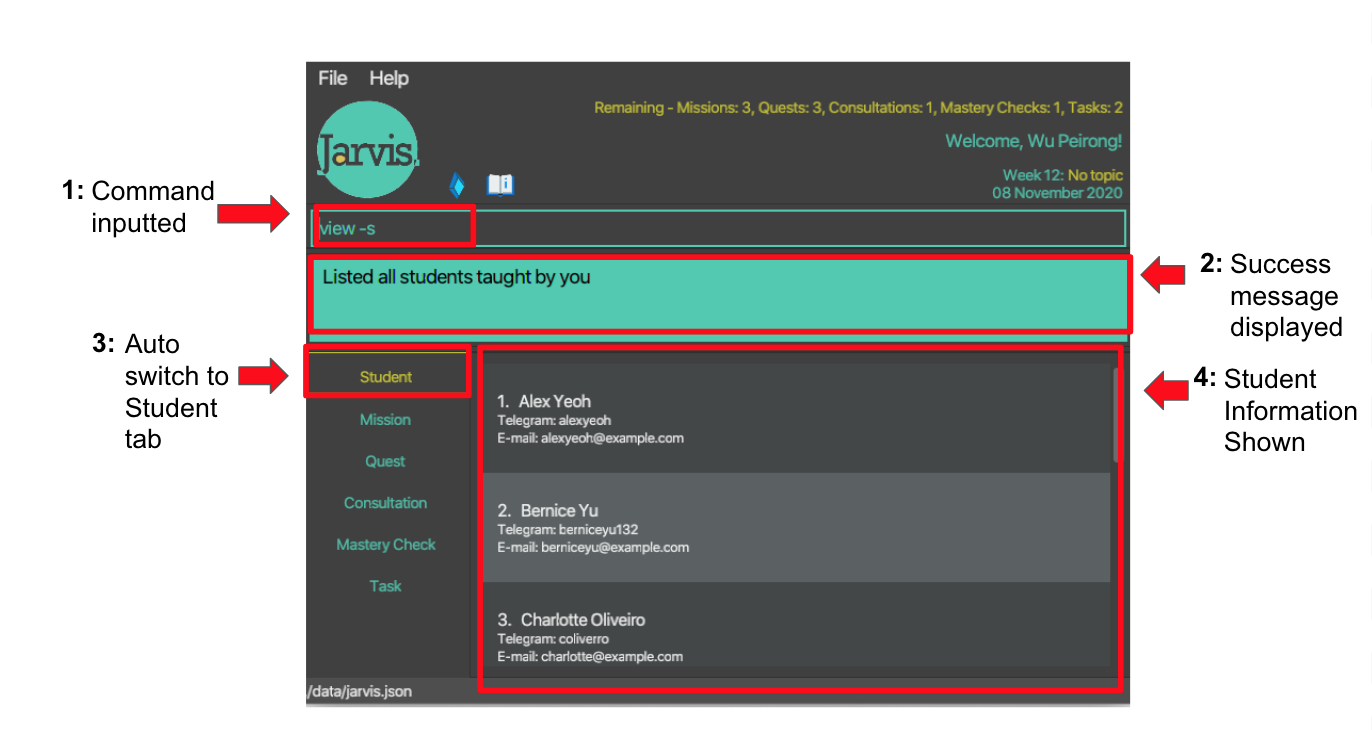 File Help
Remaining - Missions: 3, Quests: 3, Consultations: 1, Mastery Checks: 1, Tasks: 2
Jarvis.
Welcome, Wu Peirong!
Week 12: No topic
08 November 2020
1: Command
inputted
view -s
Listed all students taught by you
2: Success
message
displayed
3: Auto
switch to
Student
tab
Student
Mission
Quest
Consultation
Mastery Check
Task
1. Alex Yeoh
Telegram: alexyeoh
E-mail: alexyeoh@example.com
2. Bernice Yu
Telegram: berniceyu132
E-mail: berniceyu@example.com
3. Charlotte Oliveiro
Telegram: coliverro
E-mail: charlotte@example.com
4: Student
Information
Shown
/data/jarvis.json